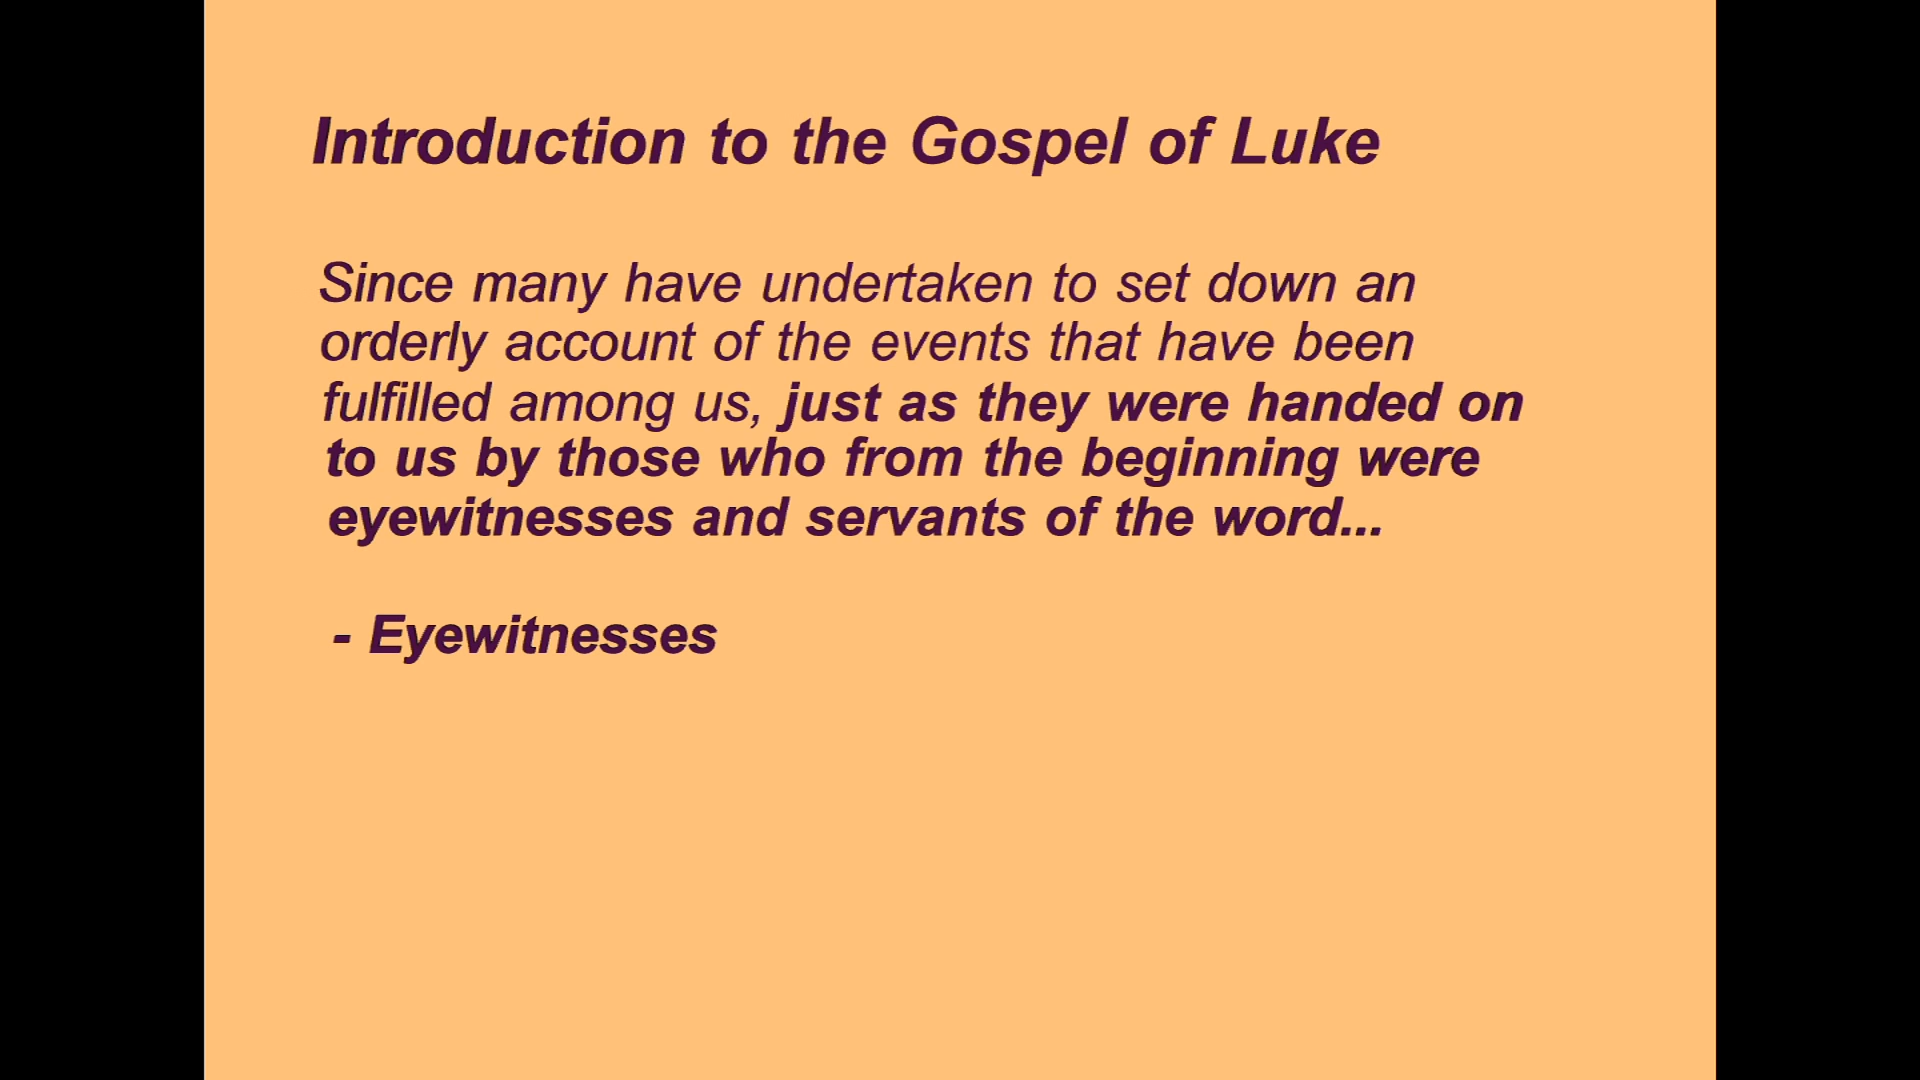 Introduction to the Gospel of Luke
Since many have undertaken to set down an
orderly account of the events that have been
fulfilled among us, just as they were handed on
to us by those who from the beginning were
eyewitnesses and servants of the word...
- Eyewitnesses